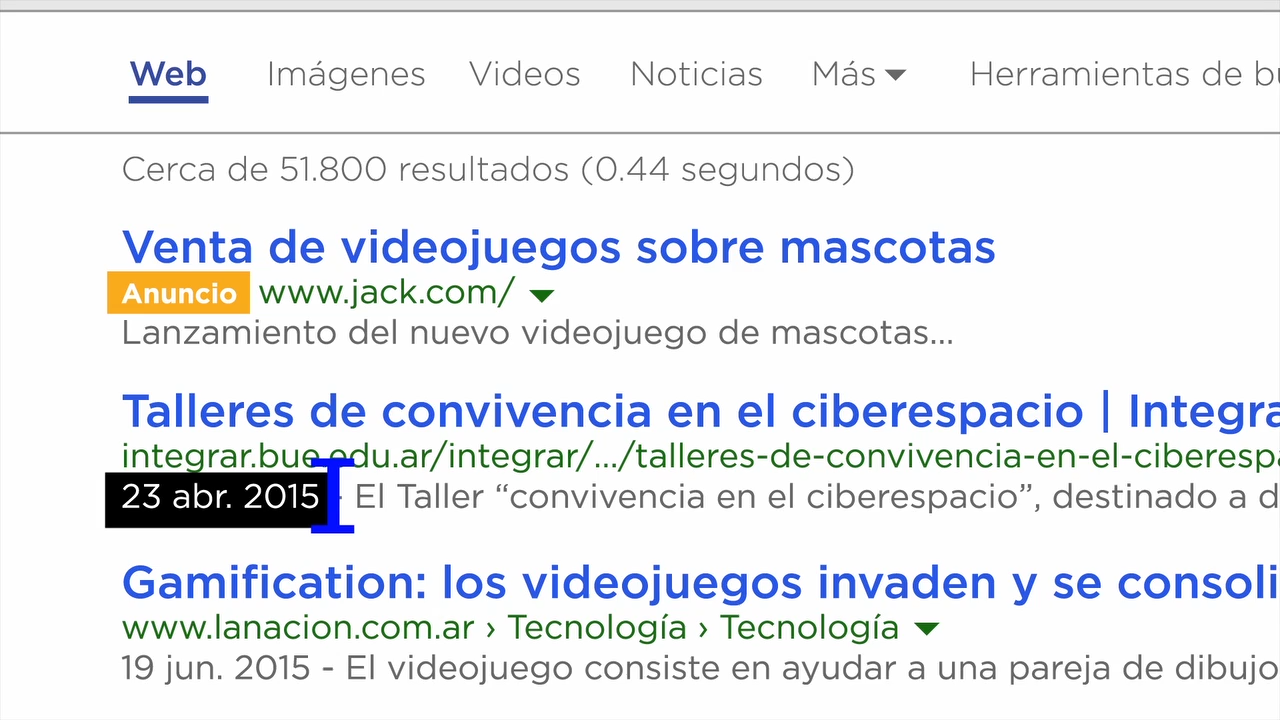 Web Imágenes Videos Noticias Más Herramientas de
Cerca de 51.800 resultados (0.44 segundos)
Venta de videojuegos sobre mascotas
Anuncio www.jack.com/
Lanzamiento del nuevo videojuego de mascotas...
Talleres de convivencia en el ciberespacio |
integrar.bue.edu.ar/integrar/.../talleres-de-convivencia-en-el-ciberespa
23 abr. 2015 - El Taller “convivencia en el ciberespacio”, destinado a d
Gamification: los videojuegos invaden y se consoli
www.lanacion.com.ar › Tecnología › Tecnología
19 jun. 2015 - El videojuego consiste en ayudar a una pareja de dibujo